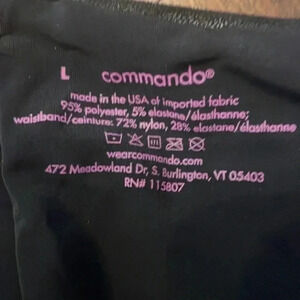 L commando®
made in the USA of imported fabric
95% polyester, 5% elastane/élasthanne;
waistband/ceinture: 72% nylon, 28% elastane/élasthanne
wearcommando.com
472 Meadowland Dr, S. Burlington, VT 05403
RN# 115807